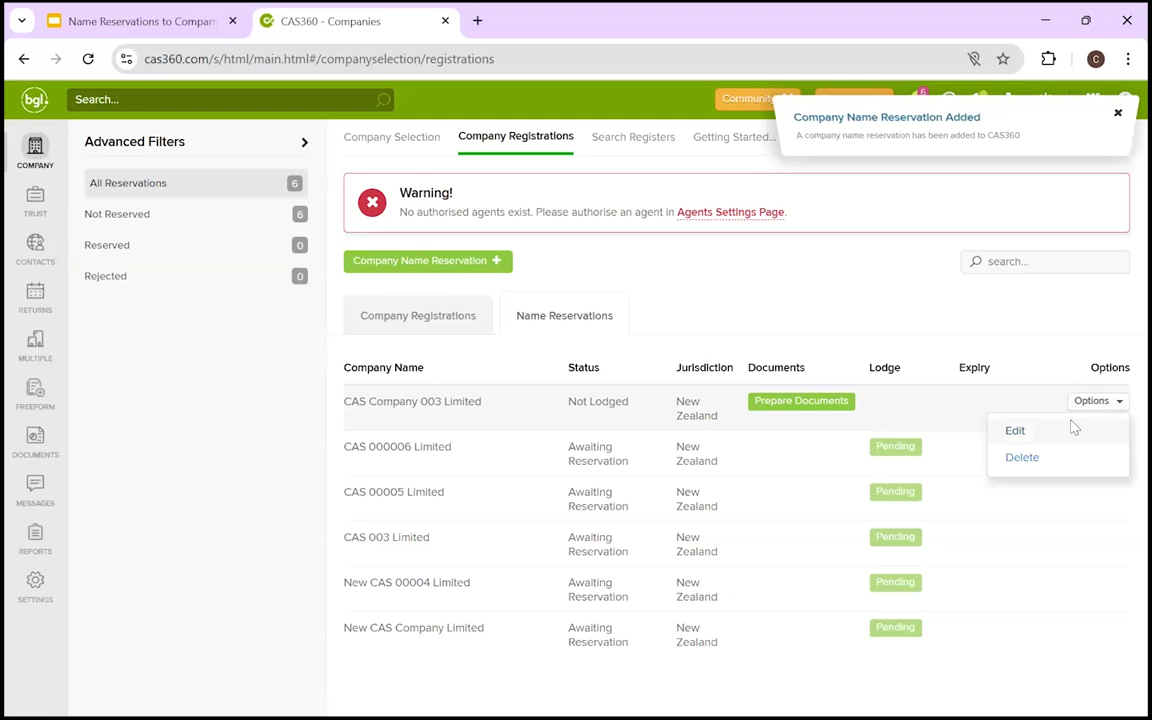 Name Reservations to Compan
CAS360 - Companies
cas360.com/s/html/main.html#/companyselection/registrations
C
bgl.
Search...
Community
6
Company Name Reservation Added
A company name reservation has been added to CAS360
COMPANY
TRUST
CONTACTS
RETURNS
MULTIPLE
FREEFORM
DOCUMENTS
MESSAGES
REPORTS
SETTINGS
Advanced Filters
All Reservations 6
Not Reserved 6
Reserved 0
Rejected 0
Company Selection Company Registrations Search Registers Getting Started...
Warning!
No authorised agents exist. Please authorise an agent in Agents Settings Page.
Company Name Reservation +
search...
Company Registrations Name Reservations
Company Name Status Jurisdiction Documents Lodge Expiry Options
CAS Company 003 Limited Not Lodged New Zealand Prepare Documents Options
Edit
Delete
CAS 000006 Limited Awaiting Reservation New Zealand Pending
CAS 00005 Limited Awaiting Reservation New Zealand Pending
CAS 003 Limited Awaiting Reservation New Zealand Pending
New CAS 00004 Limited Awaiting Reservation New Zealand Pending
New CAS Company Limited Awaiting Reservation New Zealand Pending